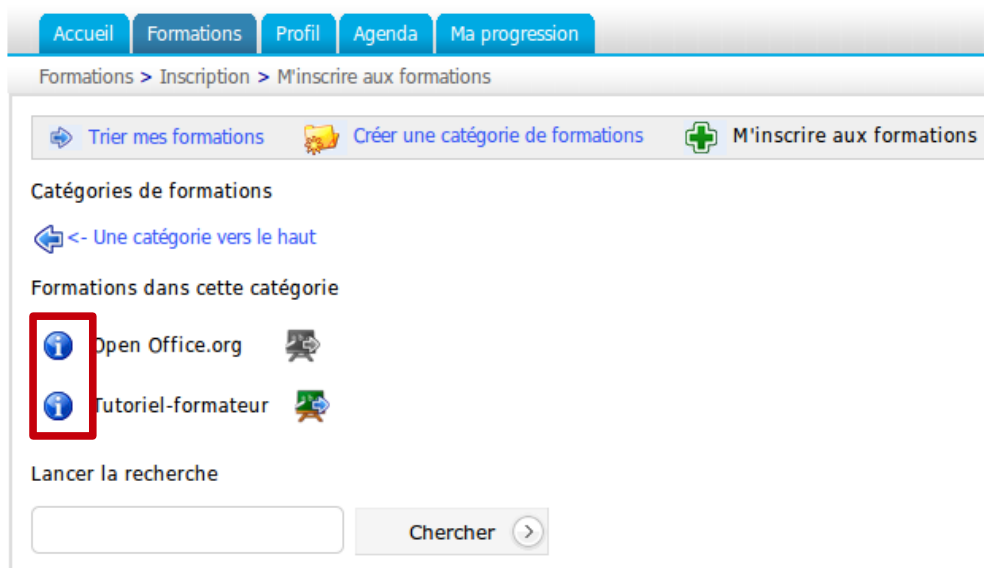 Accueil Formations Profil Agenda Ma progression
Formations > Inscription > M'inscrire aux formations
Trier mes formations Créer une catégorie de formations M'inscrire aux formations
Catégories de formations
<- Une catégorie vers le haut
Formations dans cette catégorie
Open Office.org
Tutoriel-formateur
Lancer la recherche
Chercher